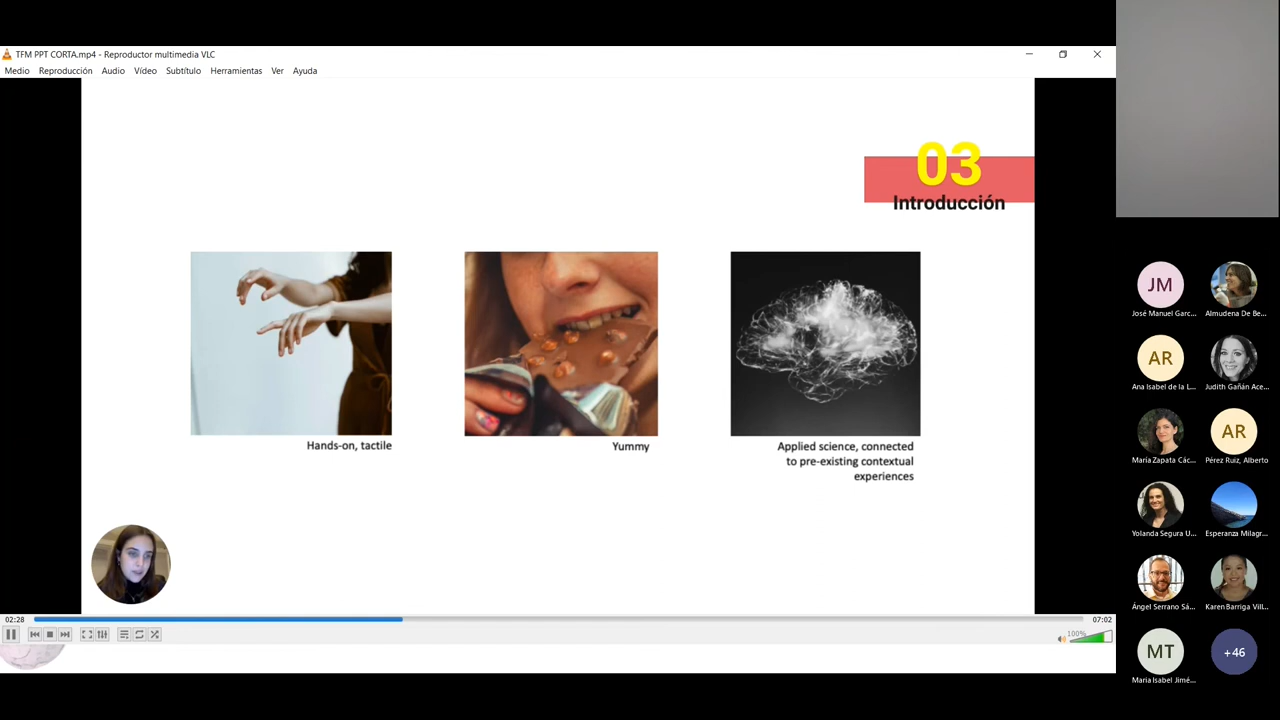 TFM PPT CORTA.mp4 - Reproductor multimedia VLC
Medio Reproducción Audio Vídeo Subtítulo Herramientas Ver Ayuda
03
Introducción
Hands-on, tactile
Yummy
Applied science, connected
to pre-existing contextual
experiences
02:28
07:02
100%
JM
José Manuel Garc...
Almudena De Be...
AR
Ana Isabel de la L...
Judith Gañán Ace...
María Zapata Các...
AR
Pérez Ruiz, Alberto
Yolanda Segura U...
Esperanza Milagr...
Ángel Serrano Sá...
Karen Barriga Vill...
MT
Maria Isabel Jimé...
+46